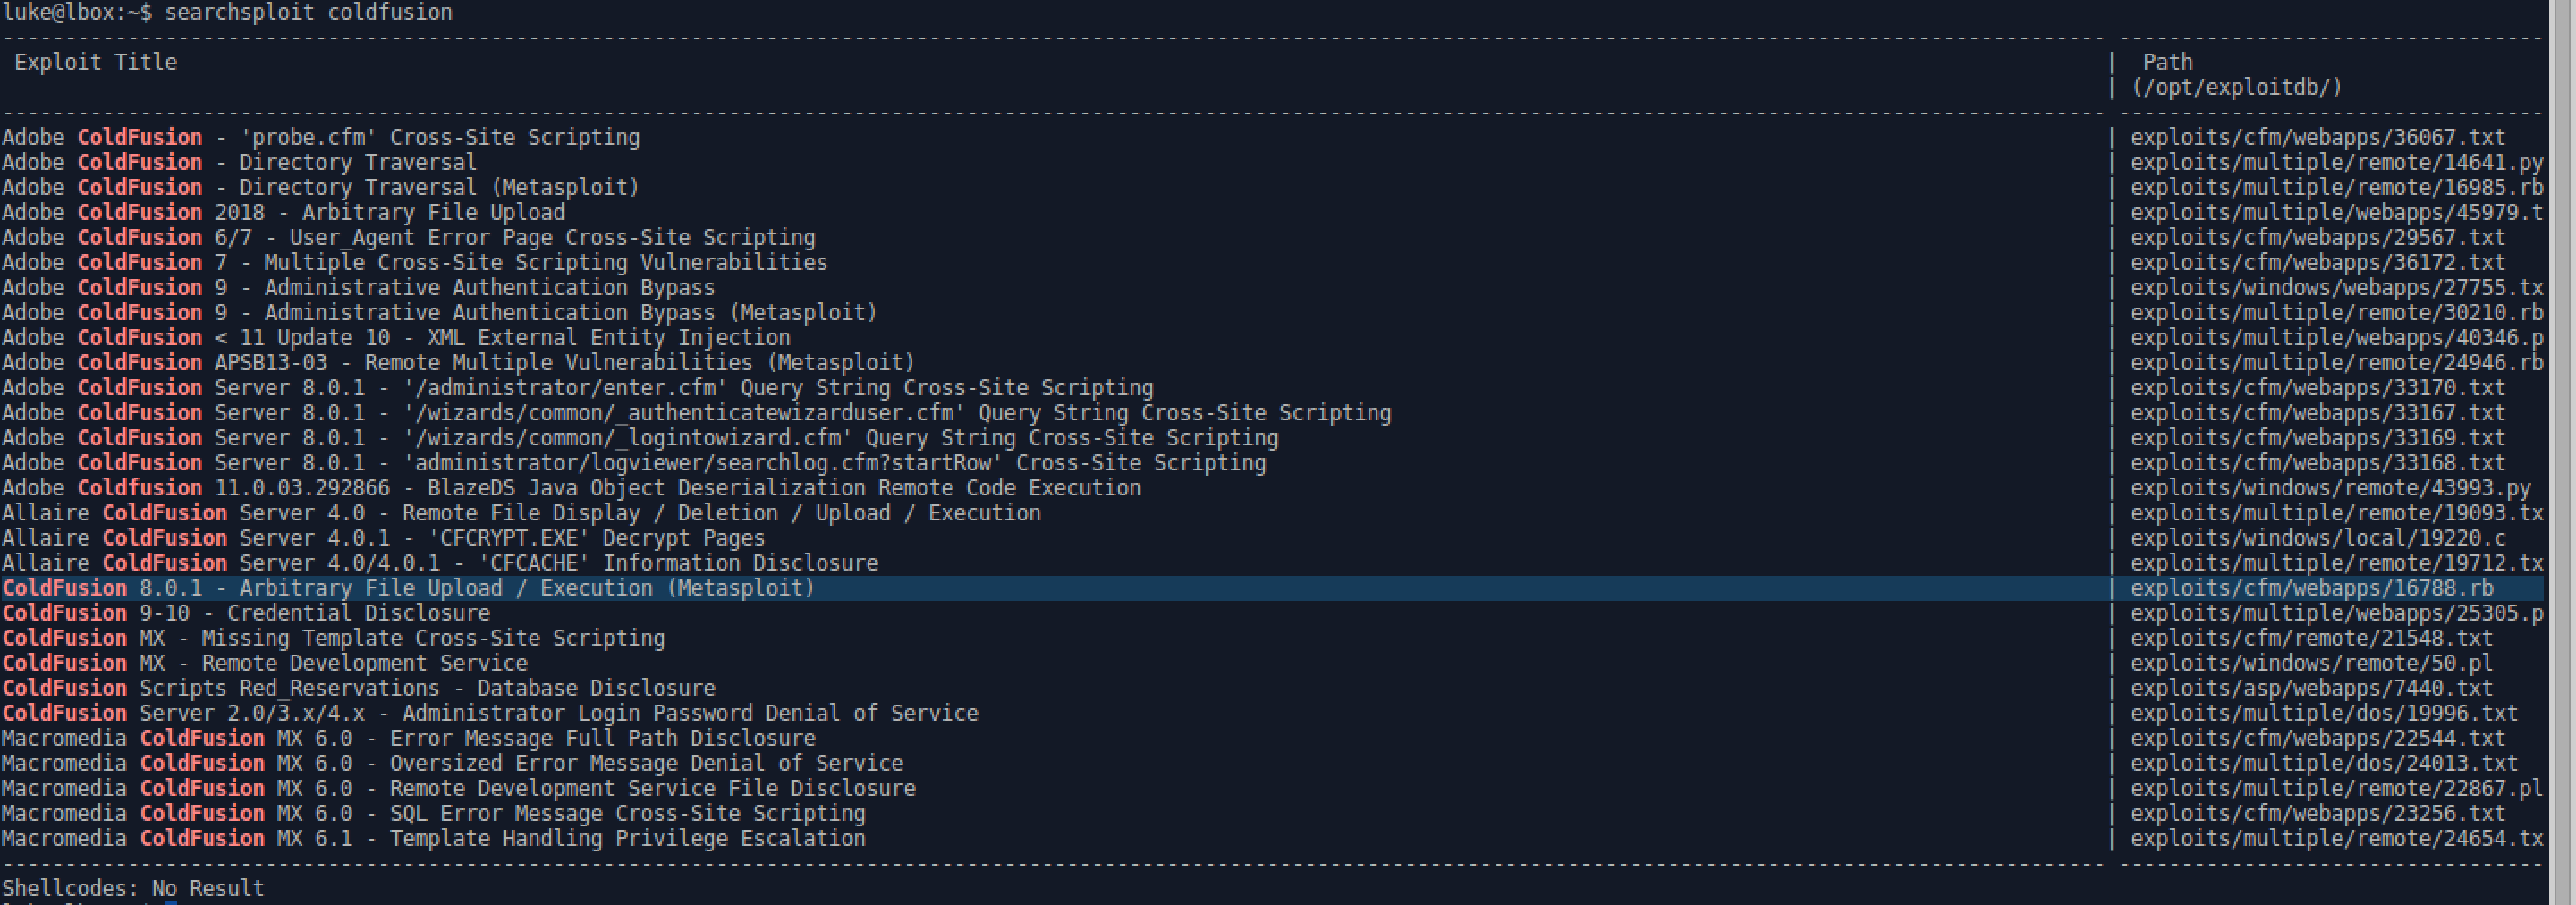 luke@lbox:~$ searchsploit coldfusion
Exploit Title | Path
| (/opt/exploitdb/)
Adobe ColdFusion - 'probe.cfm' Cross-Site Scripting | exploits/cfm/webapps/36067.txt
Adobe ColdFusion - Directory Traversal | exploits/multiple/remote/14641.py
Adobe ColdFusion - Directory Traversal (Metasploit) | exploits/multiple/remote/16985.rb
Adobe ColdFusion 2018 - Arbitrary File Upload | exploits/multiple/webapps/45979.t
Adobe ColdFusion 6/7 - User_Agent Error Page Cross-Site Scripting | exploits/cfm/webapps/29567.txt
Adobe ColdFusion 7 - Multiple Cross-Site Scripting Vulnerabilities | exploits/cfm/webapps/36172.txt
Adobe ColdFusion 9 - Administrative Authentication Bypass | exploits/windows/webapps/27755.tx
Adobe ColdFusion 9 - Administrative Authentication Bypass (Metasploit) | exploits/multiple/remote/30210.rb
Adobe ColdFusion < 11 Update 10 - XML External Entity Injection | exploits/multiple/webapps/40346.p
Adobe ColdFusion APSB13-03 - Remote Multiple Vulnerabilities (Metasploit) | exploits/multiple/remote/24946.rb
Adobe ColdFusion Server 8.0.1 - '/administrator/enter.cfm' Query String Cross-Site Scripting | exploits/cfm/webapps/33170.txt
Adobe ColdFusion Server 8.0.1 - '/wizards/common/_authenticatewizarduser.cfm' Query String Cross-Site Scripting | exploits/cfm/webapps/33167.txt
Adobe ColdFusion Server 8.0.1 - '/wizards/common/_logintowizard.cfm' Query String Cross-Site Scripting | exploits/cfm/webapps/33169.txt
Adobe ColdFusion Server 8.0.1 - 'administrator/logviewer/searchlog.cfm?startRow' Cross-Site Scripting | exploits/cfm/webapps/33168.txt
Adobe Coldfusion 11.0.03.292866 - BlazeDS Java Object Deserialization Remote Code Execution | exploits/windows/remote/43993.py
Allaire ColdFusion Server 4.0 - Remote File Display / Deletion / Upload / Execution | exploits/multiple/remote/19093.tx
Allaire ColdFusion Server 4.0.1 - 'CFCRYPT.EXE' Decrypt Pages | exploits/windows/local/19220.c
Allaire ColdFusion Server 4.0/4.0.1 - 'CFCACHE' Information Disclosure | exploits/multiple/remote/19712.tx
ColdFusion 8.0.1 - Arbitrary File Upload / Execution (Metasploit) | exploits/cfm/webapps/16788.rb
ColdFusion 9-10 - Credential Disclosure | exploits/multiple/webapps/25305.p
ColdFusion MX - Missing Template Cross-Site Scripting | exploits/cfm/remote/21548.txt
ColdFusion MX - Remote Development Service | exploits/windows/remote/50.pl
ColdFusion Scripts Red_Reservations - Database Disclosure | exploits/asp/webapps/7440.txt
ColdFusion Server 2.0/3.x/4.x - Administrator Login Password Denial of Service | exploits/multiple/dos/19996.txt
Macromedia ColdFusion MX 6.0 - Error Message Full Path Disclosure | exploits/cfm/webapps/22544.txt
Macromedia ColdFusion MX 6.0 - Oversized Error Message Denial of Service | exploits/multiple/dos/24013.txt
Macromedia ColdFusion MX 6.0 - Remote Development Service File Disclosure | exploits/multiple/remote/22867.pl
Macromedia ColdFusion MX 6.0 - SQL Error Message Cross-Site Scripting | exploits/cfm/webapps/23256.txt
Macromedia ColdFusion MX 6.1 - Template Handling Privilege Escalation | exploits/multiple/remote/24654.tx
Shellcodes: No Result